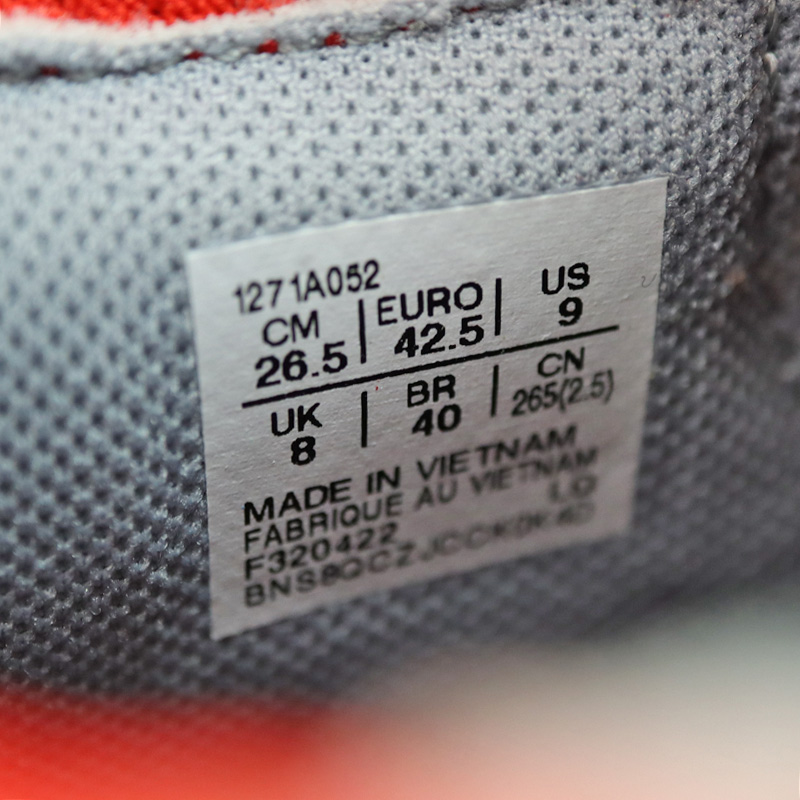 1271A052
CM EURO US
26.5 42.5 9
UK BR CN
8 40 265(2.5)
MADE IN VIETNAM
FABRIQUE AU VIETNAM
F320422 LO